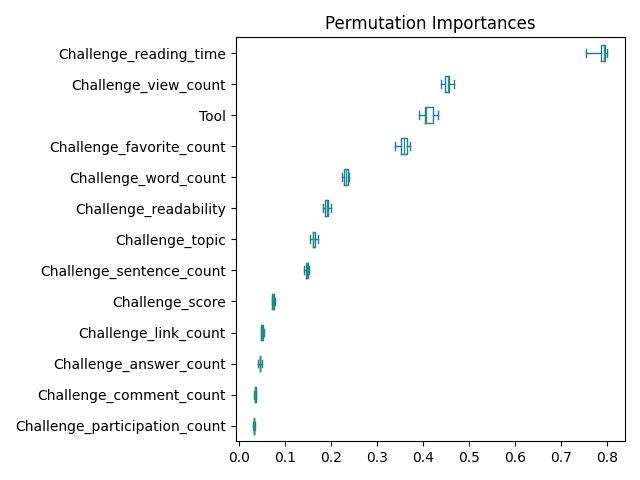 Permutation Importances
Challenge_reading_time
Challenge_view_count
Tool
Challenge_favorite_count
Challenge_word_count
Challenge_readability
Challenge_topic
Challenge_sentence_count
Challenge_score
Challenge_link_count
Challenge_answer_count
Challenge_comment_count
Challenge_participation_count
0.0 0.1 0.2 0.3 0.4 0.5 0.6 0.7 0.8